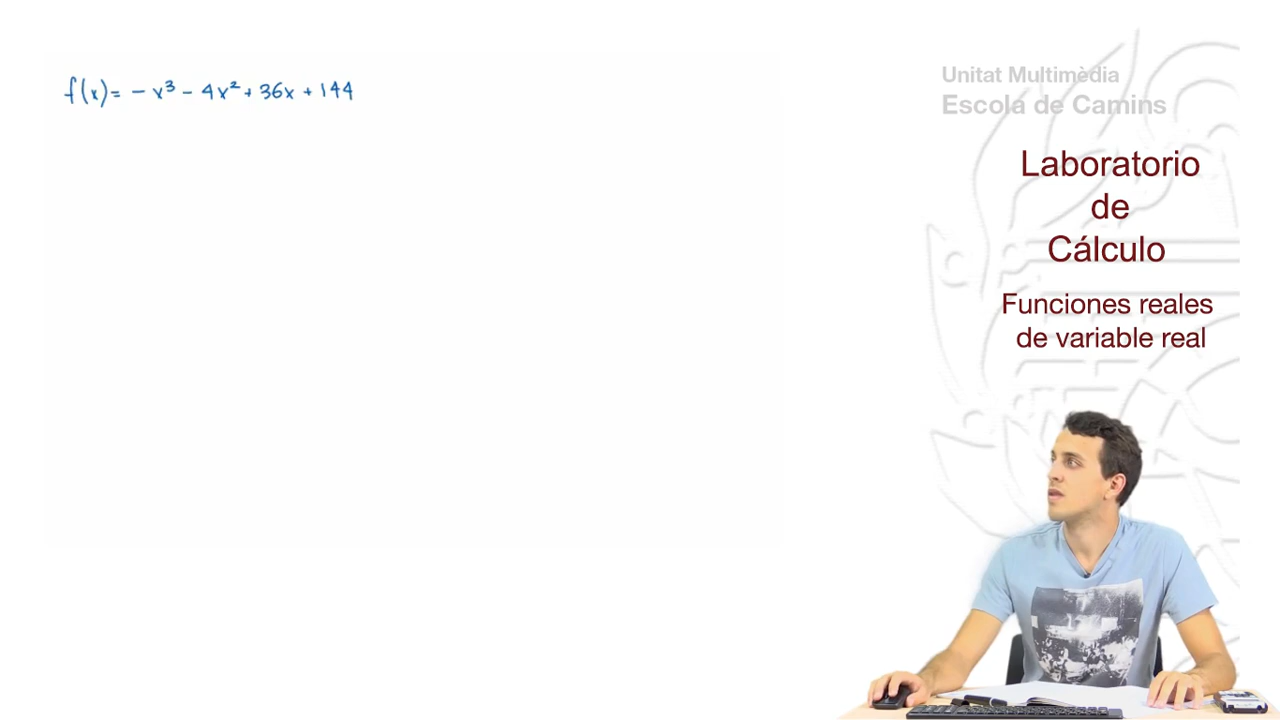 f(x)= - x³ - 4x² + 36x + 144
Unitat Multimèdia
Escola de Camins
Laboratorio
de
Cálculo
Funciones reales
de variable real